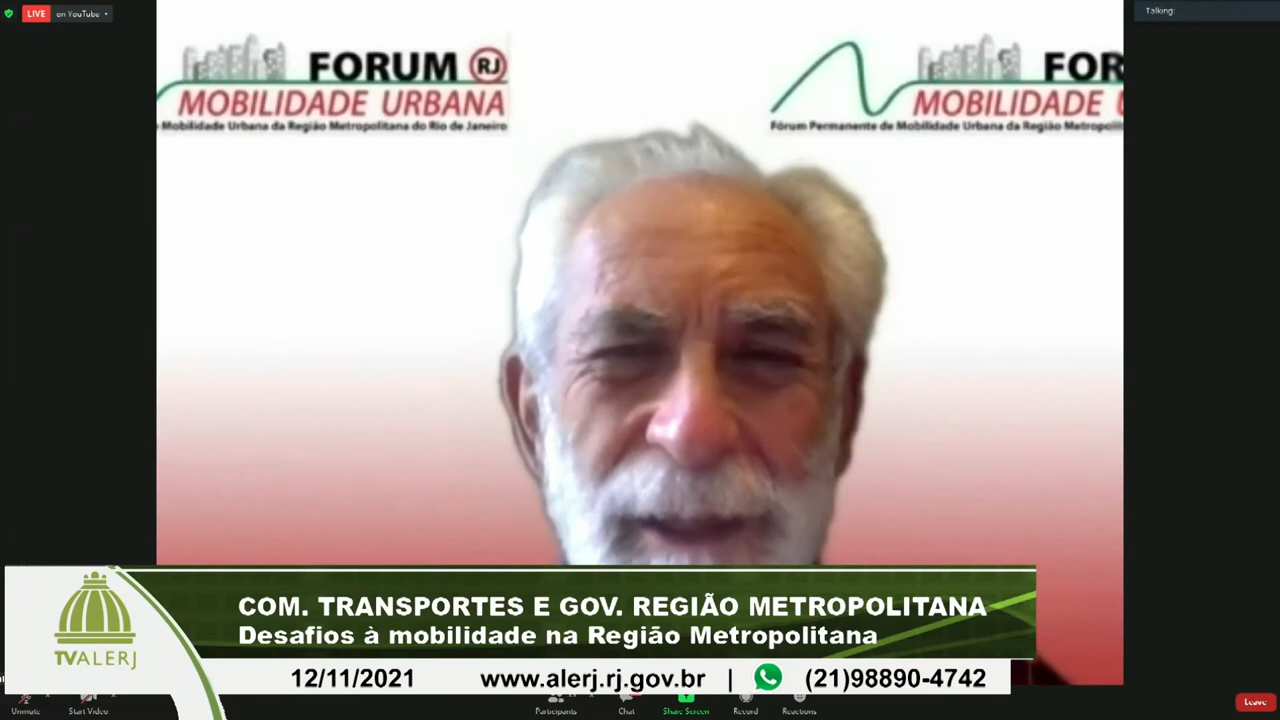 LIVE on YouTube
Talking:
FORUM RJ
MOBILIDADE URBANA
Mobilidade Urbana da Região Metropolitana do Rio de Janeiro
FOR
MOBILIDADE U
Fórum Permanente de Mobilidade Urbana da Região Metropolit
COM. TRANSPORTES E GOV. REGIÃO METROPOLITANA
Desafios à mobilidade na Região Metropolitana
TVALERJ
12/11/2021 www.alerj.rj.gov.br | (21)98890-4742
Unmute Start Video Participants Chat Share Screen Record Reactions Leave